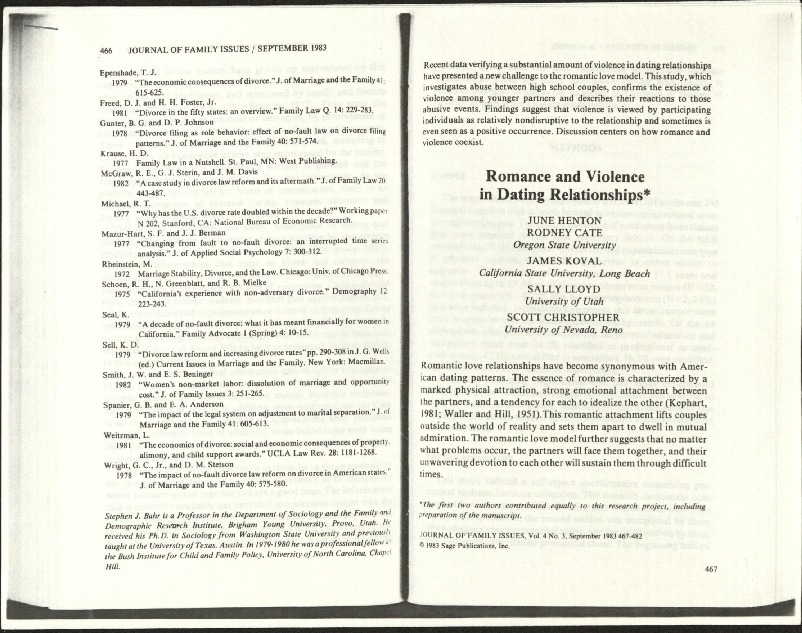 466 JOURNAL OF FAMILY ISSUES / SEPTEMBER 1983
Epenshade, T. J.
1979 "The economic consequences of divorce." J. of Marriage and the Family 41:
615-625.
Freed, D. J. and H. H. Foster, Jr.
1981 "Divorce in the fifty states: an overview." Family Law Q. 14: 229-283.
Gunter, B. G. and D. P. Johnson
1978 "Divorce filing as role behavior: effect of no-fault law on divorce filing
patterns." J. of Marriage and the Family 40: 571-574.
Krause, H. D.
1977 Family Law in a Nutshell. St. Paul, MN: West Publishing.
McGraw, R. E., G. J. Sterin, and J. M. Davis
1982 "A case study in divorce law reform and its aftermath." J. of Family Law 20
443-487.
Michael, R. T.
1977 "Why has the U.S. divorce rate doubled within the decade?" Working paper
N 202, Stanford, CA: National Bureau of Economic Research.
Mazur-Hart, S. F. and J. J. Berman
1977 "Changing from fault to no-fault divorce: an interrupted time series
analysis." J. of Applied Social Psychology 7: 300-312.
Rheinstein, M.
1972 Marriage Stability, Divorce, and the Law. Chicago: Univ. of Chicago Press.
Schoen, R. H., N. Greenblatt, and R. B. Mielke
1975 "California's experience with non-adversary divorce." Demography 12:
223-243.
Seal, K.
1979 "A decade of no-fault divorce: what it has meant financially for women in
California." Family Advocate 1 (Spring) 4: 10-15.
Sell, K. D.
1979 "Divorce law reform and increasing divorce rates" pp. 290-308 in J. G. Wells
(ed.) Current Issues in Marriage and the Family. New York: Macmillan.
Smith, J. W. and E. S. Beninger
1982 "Women's non-market labor: dissolution of marriage and opportunity
cost." J. of Family Issues 3: 251-265.
Spanier, G. B. and E. A. Anderson
1979 "The impact of the legal system on adjustment to marital separation." J. of
Marriage and the Family 41: 605-613.
Weitzman, L.
1981 "The economics of divorce: social and economic consequences of property,
alimony, and child support awards." UCLA Law Rev. 28: 1181-1268.
Wright, G. C., Jr., and D. M. Stetson
1978 "The impact of no-fault divorce law reform on divorce in American states."
J. of Marriage and the Family 40: 575-580.
Stephen J. Bahr is a Professor in the Department of Sociology and the Family and
Demographic Research Institute, Brigham Young University, Provo, Utah. He
received his Ph.D. in Sociology from Washington State University and previously
taught at the University of Texas, Austin. In 1979-1980 he was a professional fellow of
the Bush Institute for Child and Family Policy, University of North Carolina, Chapel
Hill.
Recent data verifying a substantial amount of violence in dating relationships
have presented a new challenge to the romantic love model. This study, which
investigates abuse between high school couples, confirms the existence of
violence among younger partners and describes their reactions to those
abusive events. Findings suggest that violence is viewed by participating
individuals as relatively nondisruptive to the relationship and sometimes is
even seen as a positive occurrence. Discussion centers on how romance and
violence coexist.
Romance and Violence
in Dating Relationships*
JUNE HENTON
RODNEY CATE
Oregon State University
JAMES KOVAL
California State University, Long Beach
SALLY LLOYD
University of Utah
SCOTT CHRISTOPHER
University of Nevada, Reno
Romantic love relationships have become synonymous with Amer-
ican dating patterns. The essence of romance is characterized by a
marked physical attraction, strong emotional attachment between
the partners, and a tendency for each to idealize the other (Kephart,
1981; Waller and Hill, 1951). This romantic attachment lifts couples
outside the world of reality and sets them apart to dwell in mutual
admiration. The romantic love model further suggests that no matter
what problems occur, the partners will face them together, and their
unwavering devotion to each other will sustain them through difficult
times.
*The first two authors contributed equally to this research project, including
preparation of the manuscript.
JOURNAL OF FAMILY ISSUES, Vol. 4 No. 3, September 1983 467-482
© 1983 Sage Publications, Inc.
467